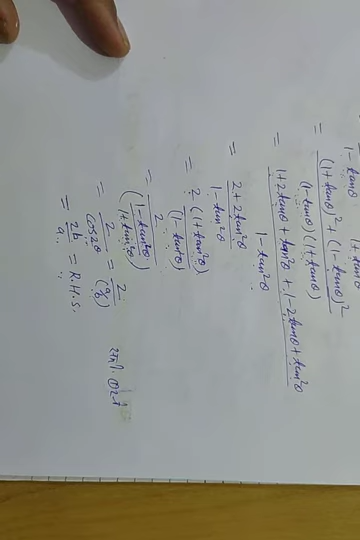 = 1-tanθ 1+tanθ
= (1+tanθ)² + (1-tanθ)² / (1-tanθ)(1+tanθ)
= 1+2tanθ+tan²θ + 1-2tanθ+tan²θ / 1-tan²θ
= 2+2tan²θ / 1-tan²θ
= 2(1+tan²θ) / (1-tan²θ)
= 2 / (1-tan²θ / 1+tan²θ)
= 2 / cos2θ = 2 / (a/b)
= 2b / a = R.H.S.